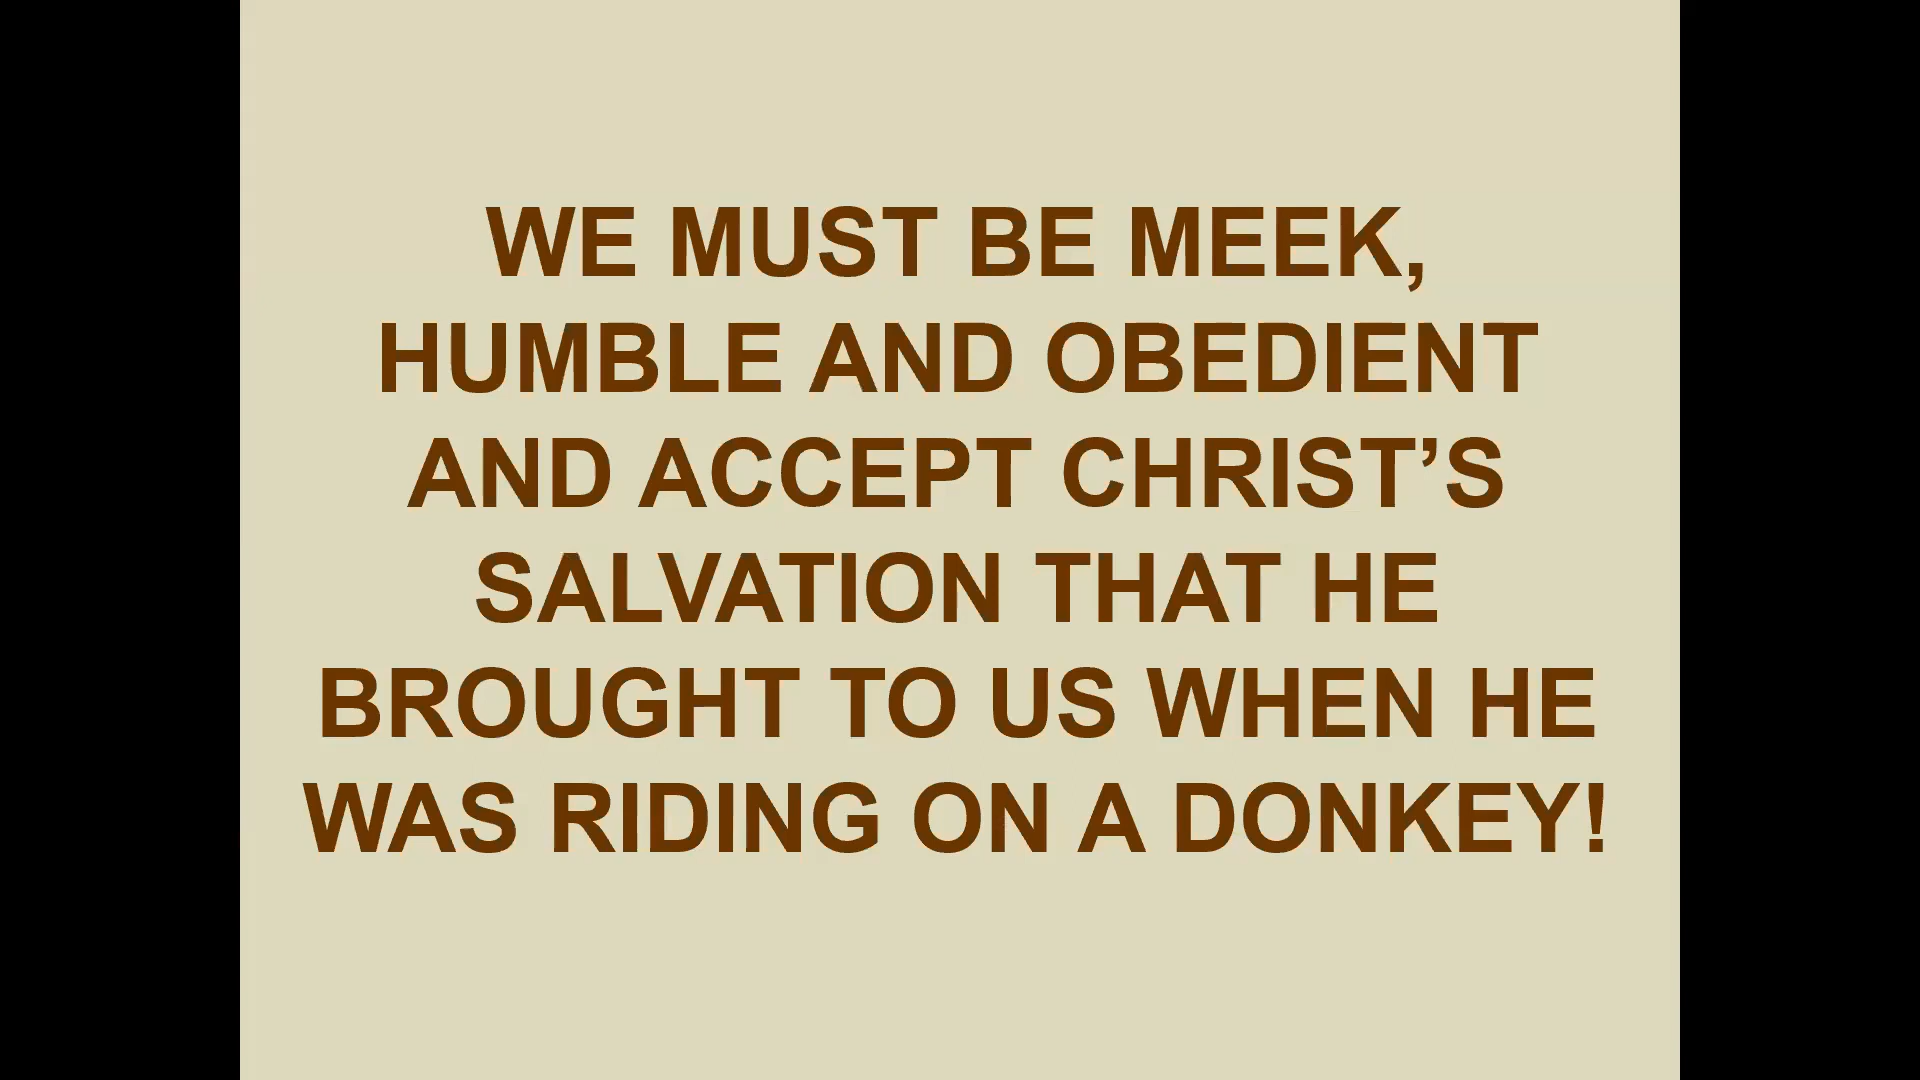 WE MUST BE MEEK,
HUMBLE AND OBEDIENT
AND ACCEPT CHRIST’S
SALVATION THAT HE
BROUGHT TO US WHEN HE
WAS RIDING ON A DONKEY!